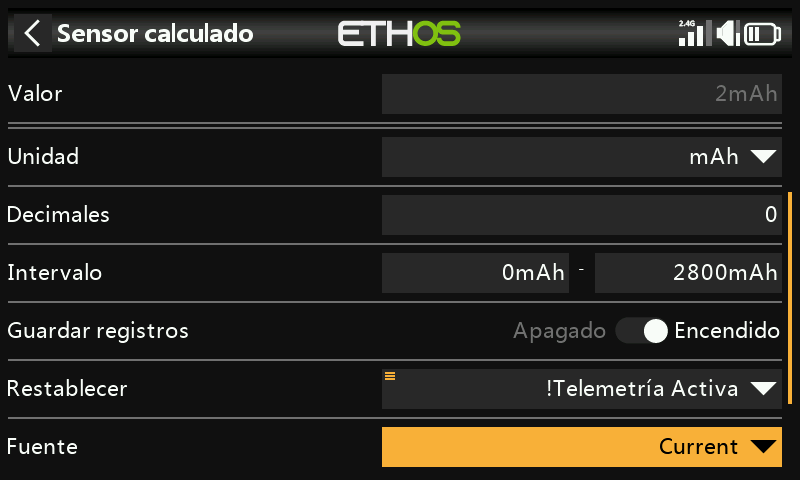 Sensor calculado ETHOS 2.4G
Valor 2mAh
Unidad mAh
Decimales 0
Intervalo 0mAh - 2800mAh
Guardar registros Apagado Encendido
Restablecer !Telemetría Activa
Fuente Current